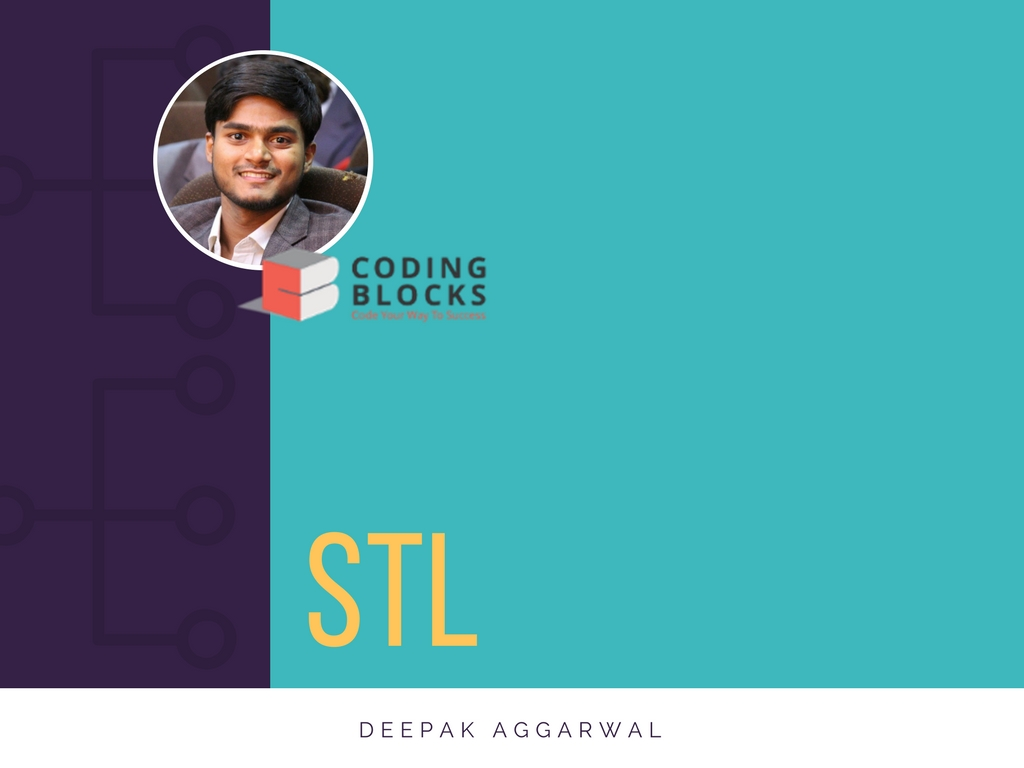 CODING
BLOCKS
Code Your Way To Success
STL
DEEPAK AGGARWAL